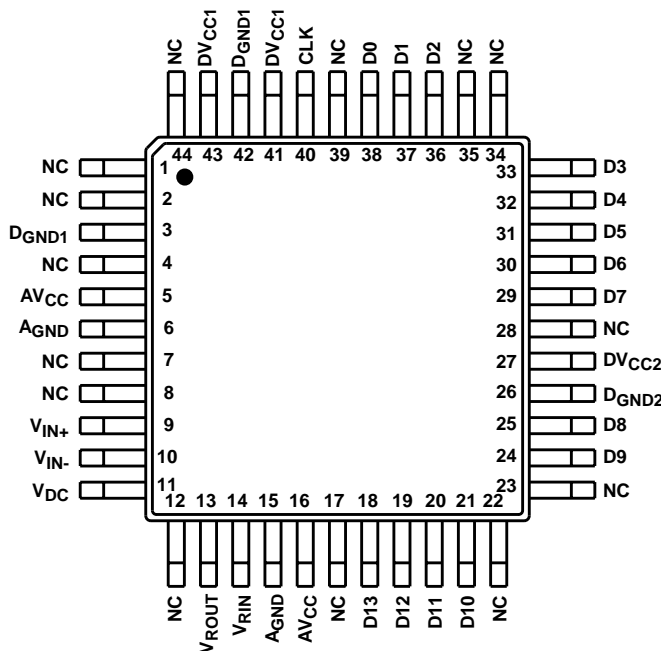 NC DVCC1 DGND1 DVCC1 CLK NC D0 D1 D2 NC NC
44 43 42 41 40 39 38 37 36 35 34
NC 1 33 D3
NC 2 32 D4
DGND1 3 31 D5
NC 4 30 D6
AVCC 5 29 D7
AGND 6 28 NC
NC 7 27 DVCC2
NC 8 26 DGND2
VIN+ 9 25 D8
VIN- 10 24 D9
VDC 11 23 NC
12 13 14 15 16 17 18 19 20 21 22
NC VROUT VRIN AGND AVCC NC D13 D12 D11 D10 NC